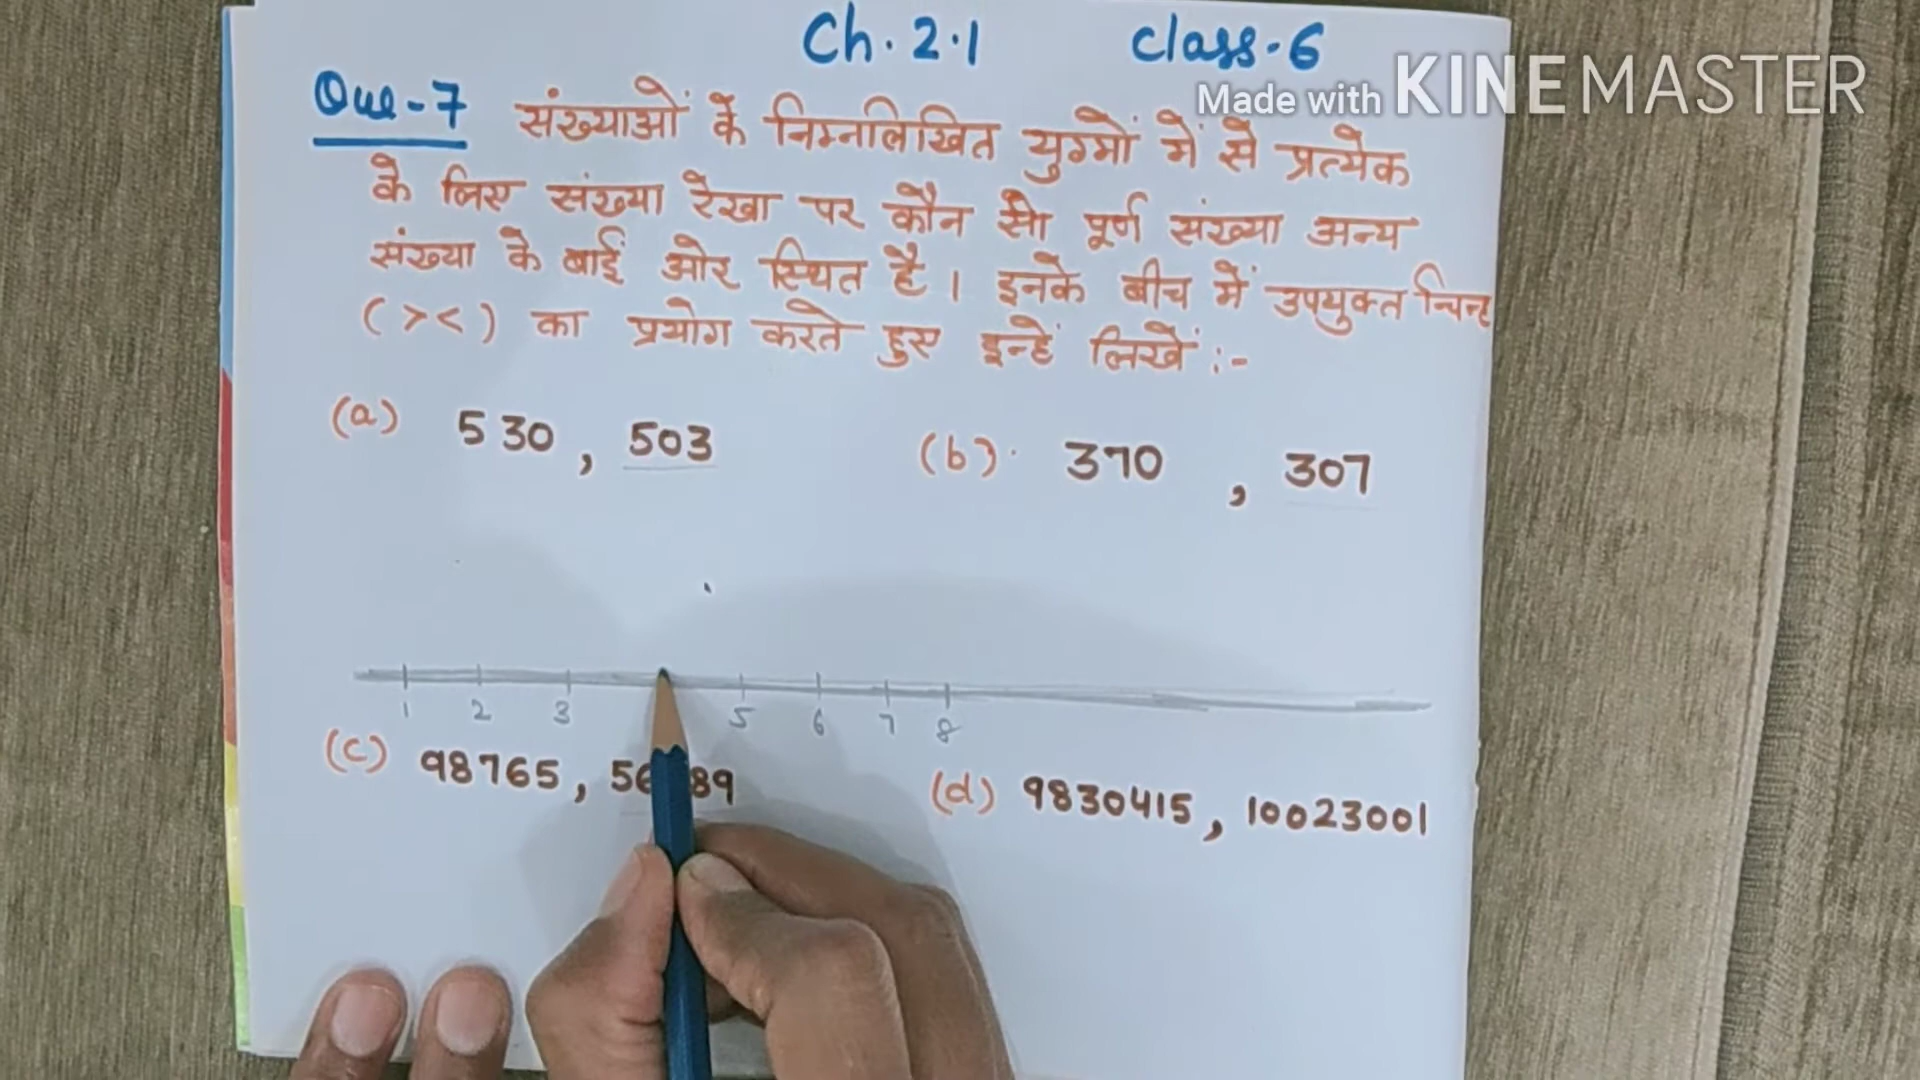 Ch. 2.1 Class-6
Made with KINEMASTER
Que-7 संख्याओं के निम्नलिखित युग्मों में से प्रत्येक
के लिए संख्या रेखा पर कौन सी पूर्ण संख्या अन्य
संख्या के बाईं ओर स्थित है। इनके बीच में उपयुक्त चिन्ह
(><) का प्रयोग करते हुए इन्हें लिखें :-
(a) 530, 503 (b). 370, 307
1 2 3 5 6 7 8
(c) 98765, (d) 9830415, 10023001